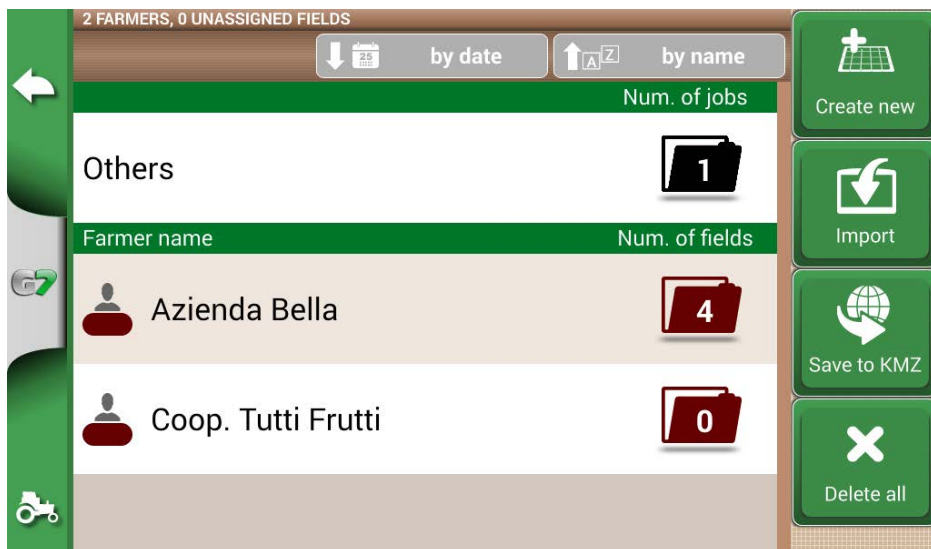 2 FARMERS, 0 UNASSIGNED FIELDS
25 by date
A Z by name
Num. of jobs
Others 1
Farmer name Num. of fields
Azienda Bella 4
Coop. Tutti Frutti 0
G7
Create new
Import
Save to KMZ
Delete all